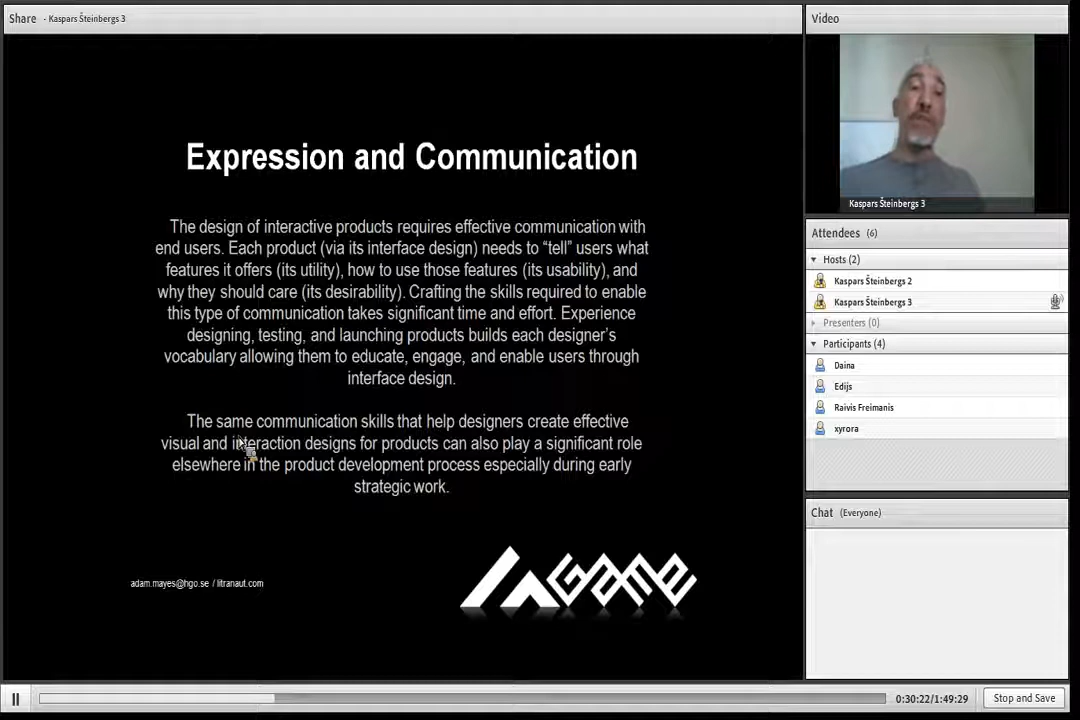 Share - Kaspars Šteinbergs 3
Video
Expression and Communication
The design of interactive products requires effective communication with
end users. Each product (via its interface design) needs to “tell” users what
features it offers (its utility), how to use those features (its usability), and
why they should care (its desirability). Crafting the skills required to enable
this type of communication takes significant time and effort. Experience
designing, testing, and launching products builds each designer’s
vocabulary allowing them to educate, engage, and enable users through
interface design.
The same communication skills that help designers create effective
visual and interaction designs for products can also play a significant role
elsewhere in the product development process especially during early
strategic work.
adam.mayes@hgo.se / litranaut.com
GAME
Kaspars Šteinbergs 3
Attendees (6)
Hosts (2)
Kaspars Šteinbergs 2
Kaspars Šteinbergs 3
Presenters (0)
Participants (4)
Daina
Edijs
Raivis Freimanis
xyrora
Chat (Everyone)
0:30:22/1:49:29
Stop and Save